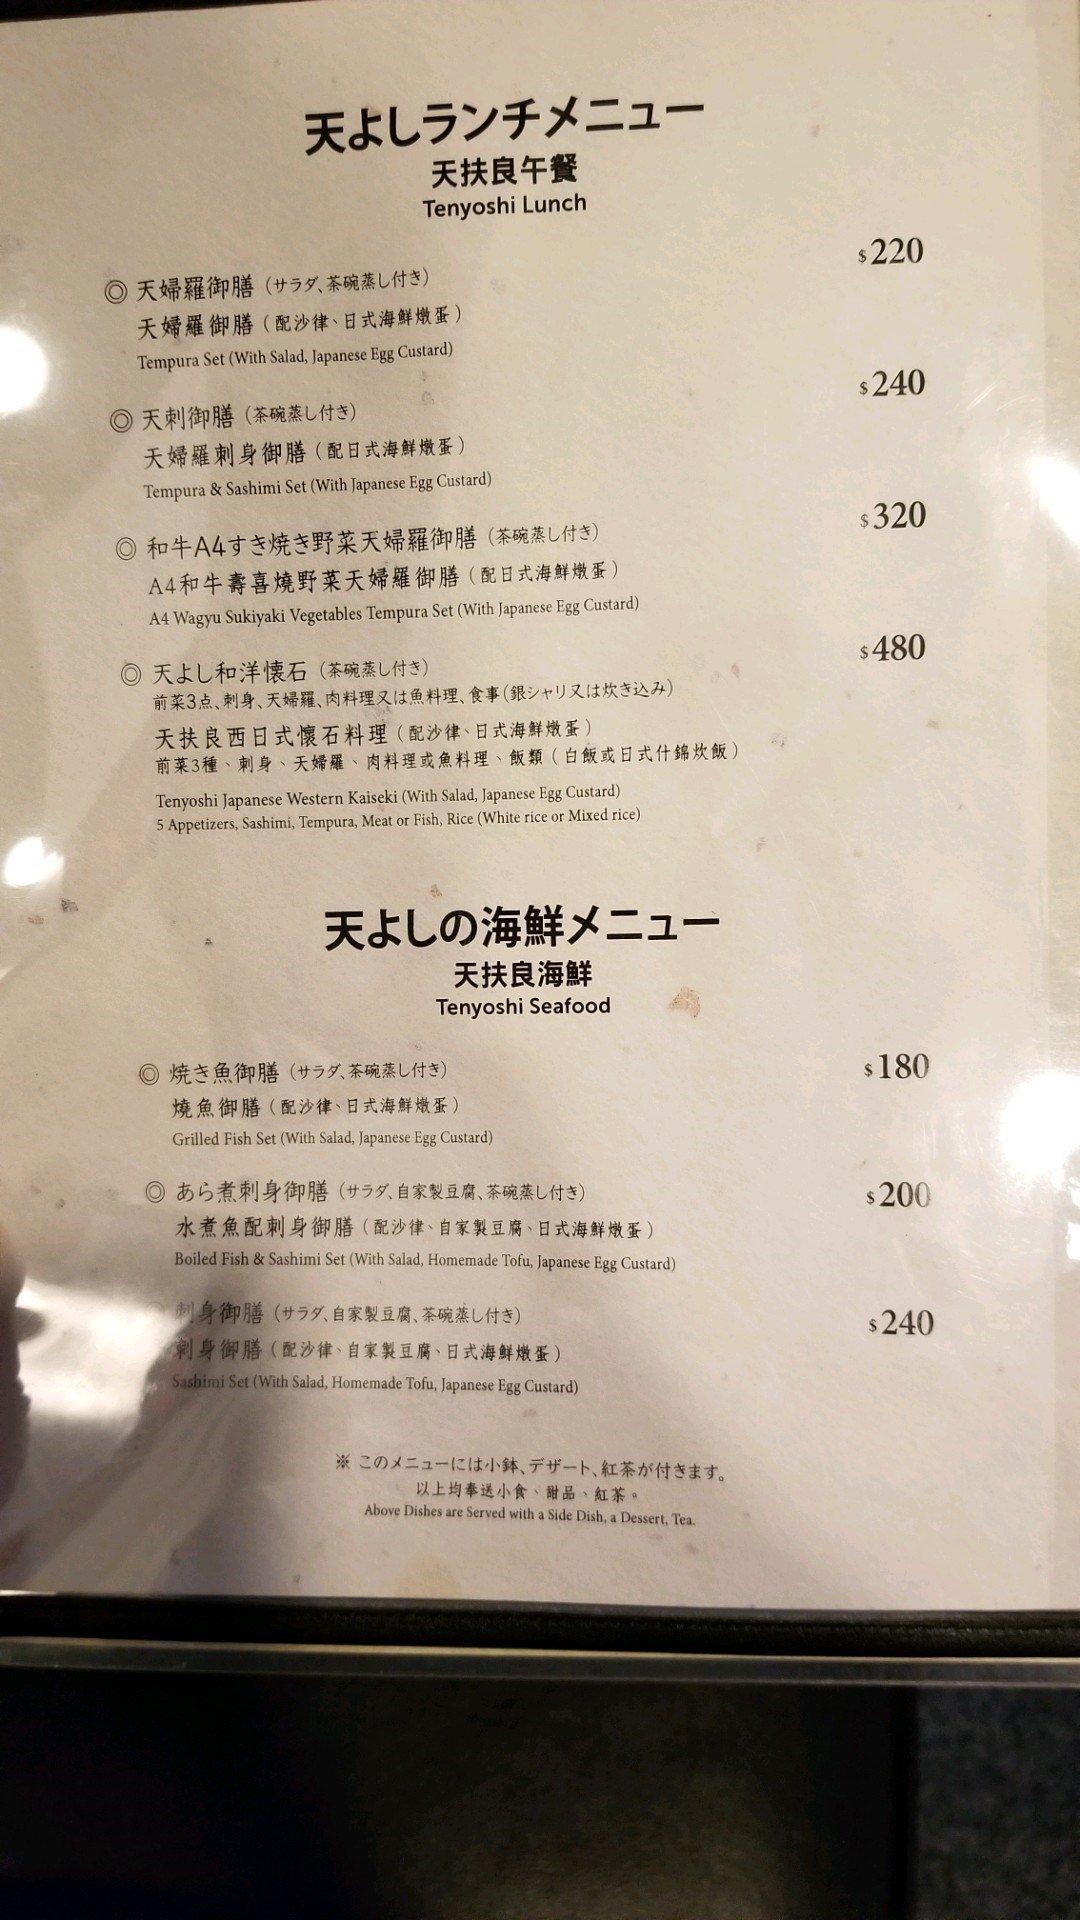 天よしランチメニュー
天扶良午餐
Tenyoshi Lunch
◎ 天婦羅御膳（サラダ、茶碗蒸し付き） $220
天婦羅御膳（配沙律、日式海鮮燉蛋）
Tempura Set (With Salad, Japanese Egg Custard)
◎ 天刺御膳（茶碗蒸し付き） $240
天婦羅刺身御膳（配日式海鮮燉蛋）
Tempura & Sashimi Set (With Japanese Egg Custard)
◎ 和牛A4すき焼き野菜天婦羅御膳（茶碗蒸し付き） $320
A4和牛壽喜燒野菜天婦羅御膳（配日式海鮮燉蛋）
A4 Wagyu Sukiyaki Vegetables Tempura Set (With Japanese Egg Custard)
◎ 天よし和洋懐石（茶碗蒸し付き） $480
前菜3点、刺身、天婦羅、肉料理又は魚料理、食事（銀シャリ又は炊き込み）
天扶良西日式懷石料理（配沙律、日式海鮮燉蛋）
前菜3種、刺身、天婦羅、肉料理或魚料理、飯類（白飯或日式什錦炊飯）
Tenyoshi Japanese Western Kaiseki (With Salad, Japanese Egg Custard)
5 Appetizers, Sashimi, Tempura, Meat or Fish, Rice (White rice or Mixed rice)
天よしの海鮮メニュー
天扶良海鮮
Tenyoshi Seafood
◎ 焼き魚御膳（サラダ、茶碗蒸し付き） $180
燒魚御膳（配沙律、日式海鮮燉蛋）
Grilled Fish Set (With Salad, Japanese Egg Custard)
◎ あら煮刺身御膳（サラダ、自家製豆腐、茶碗蒸し付き） $200
水煮魚配刺身御膳（配沙律、自家製豆腐、日式海鮮燉蛋）
Boiled Fish & Sashimi Set (With Salad, Homemade Tofu, Japanese Egg Custard)
刺身御膳（サラダ、自家製豆腐、茶碗蒸し付き） $240
刺身御膳（配沙律、自家製豆腐、日式海鮮燉蛋）
Sashimi Set (With Salad, Homemade Tofu, Japanese Egg Custard)
※ このメニューには小鉢、デザート、紅茶が付きます。
以上均奉送小食、甜品、紅茶。
Above Dishes are Served with a Side Dish, a Dessert, Tea.